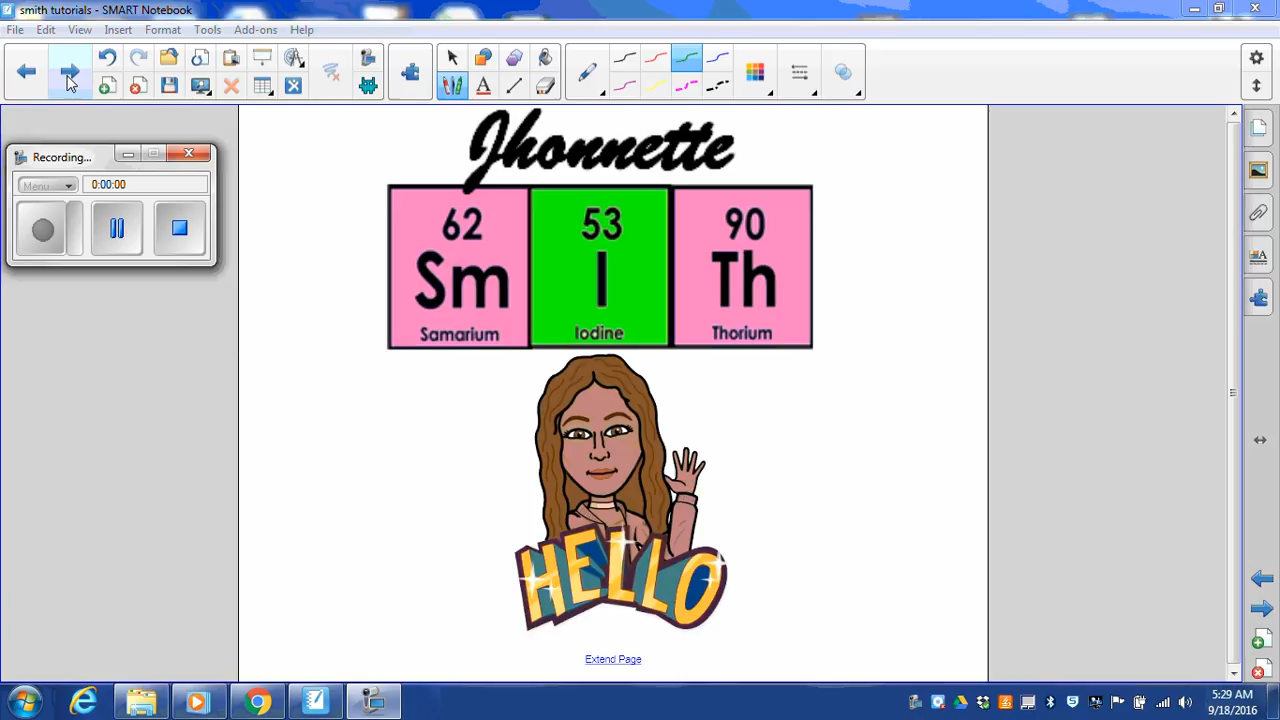 smith tutorials - SMART Notebook
File Edit View Insert Format Tools Add-ons Help
Recording...
Menu 0:00:00
Jhonnette
62 53 90
Sm I Th
Samarium Iodine Thorium
HELLO
Extend Page
5:29 AM
9/18/2016